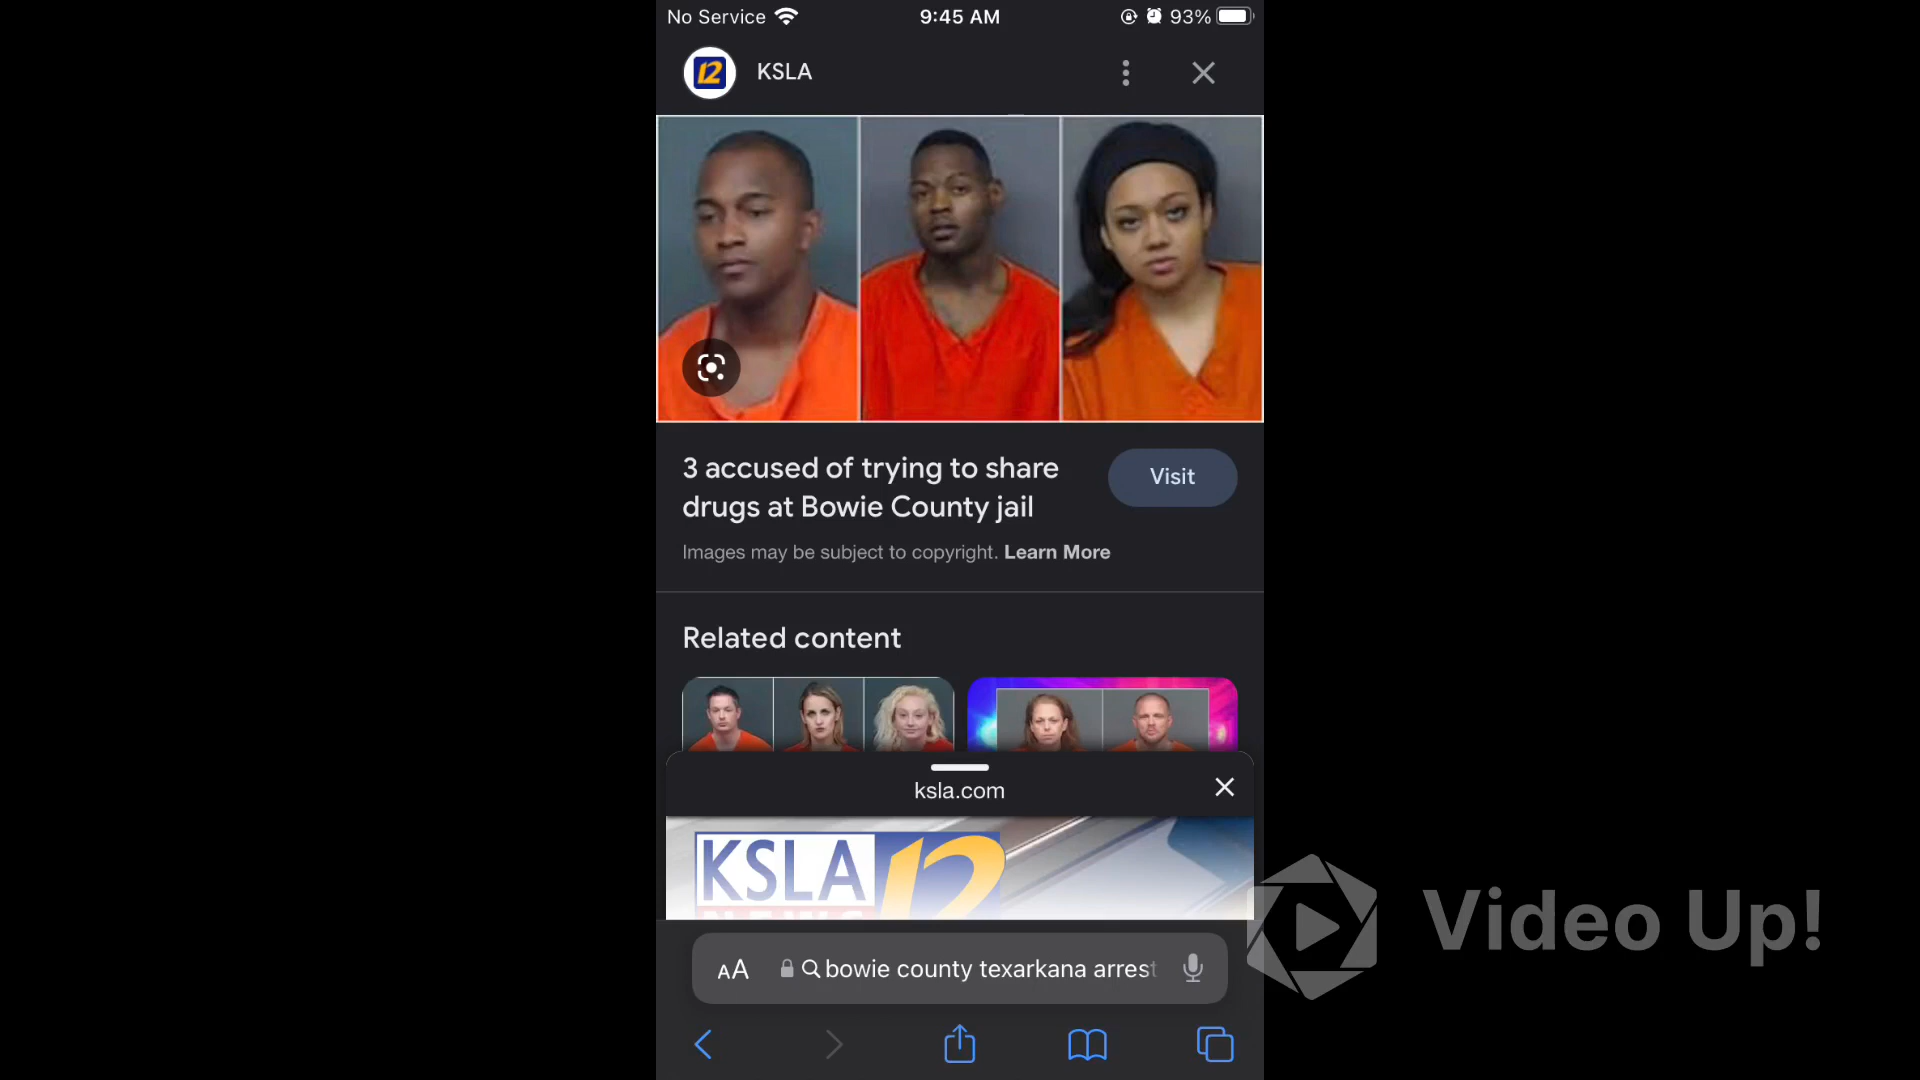 No Service
9:45 AM
93%
12
KSLA
3 accused of trying to share
drugs at Bowie County jail
Visit
Images may be subject to copyright. Learn More
Related content
ksla.com
KSLA 12
NEWS
Video Up!
AA
bowie county texarkana arrest